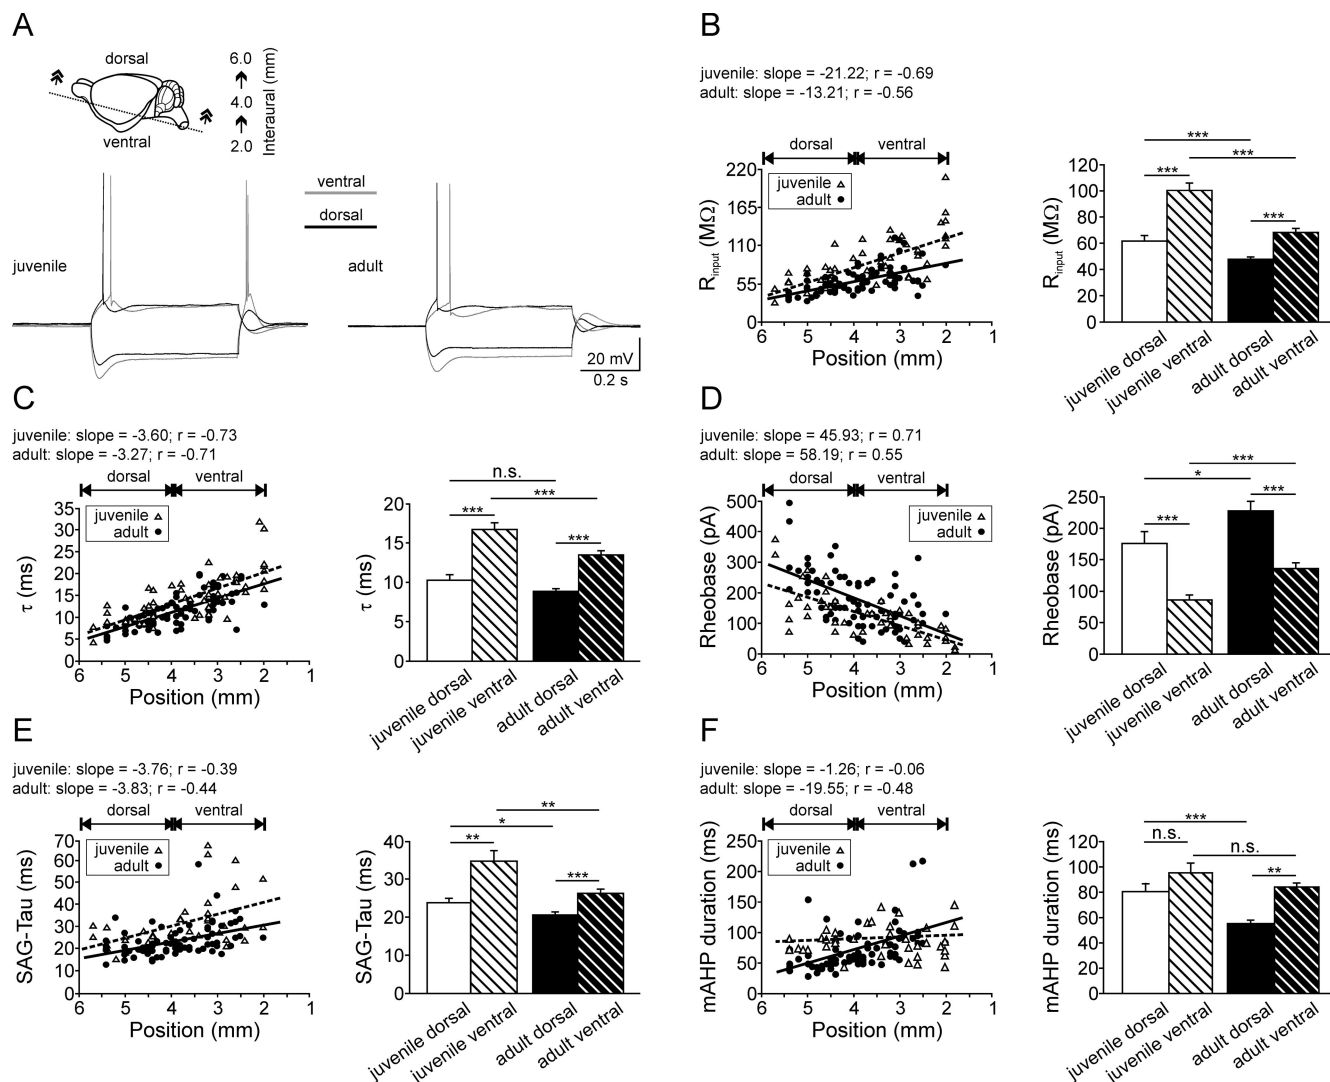 A
dorsal
ventral
6.0
4.0
2.0
Interaural (mm)
ventral
dorsal
juvenile
adult
20 mV
0.2 s
B
juvenile: slope = -21.22; r = -0.69
adult: slope = -13.21; r = -0.56
dorsal ventral
juvenile
adult
220
165
110
55
0
Rinput (MΩ)
6 5 4 3 2 1
Position (mm)
120
100
80
60
40
20
0
Rinput (MΩ)
***
***
***
***
juvenile dorsal
juvenile ventral
adult dorsal
adult ventral
C
juvenile: slope = -3.60; r = -0.73
adult: slope = -3.27; r = -0.71
dorsal ventral
juvenile
adult
35
30
25
20
15
10
5
0
τ (ms)
6 5 4 3 2 1
Position (mm)
20
15
10
5
0
τ (ms)
n.s.
***
***
***
juvenile dorsal
juvenile ventral
adult dorsal
adult ventral
D
juvenile: slope = 45.93; r = 0.71
adult: slope = 58.19; r = 0.55
dorsal ventral
juvenile
adult
500
400
300
200
100
0
Rheobase (pA)
6 5 4 3 2 1
Position (mm)
250
200
150
100
50
0
Rheobase (pA)
***
*
***
***
juvenile dorsal
juvenile ventral
adult dorsal
adult ventral
E
juvenile: slope = -3.76; r = -0.39
adult: slope = -3.83; r = -0.44
dorsal ventral
juvenile
adult
70
60
50
40
30
20
10
0
SAG-Tau (ms)
6 5 4 3 2 1
Position (mm)
40
30
20
10
0
SAG-Tau (ms)
**
*
**
***
juvenile dorsal
juvenile ventral
adult dorsal
adult ventral
F
juvenile: slope = -1.26; r = -0.06
adult: slope = -19.55; r = -0.48
dorsal ventral
juvenile
adult
250
200
150
100
50
0
mAHP duration (ms)
6 5 4 3 2 1
Position (mm)
120
100
80
60
40
20
0
mAHP duration (ms)
***
n.s.
n.s.
**
juvenile dorsal
juvenile ventral
adult dorsal
adult ventral